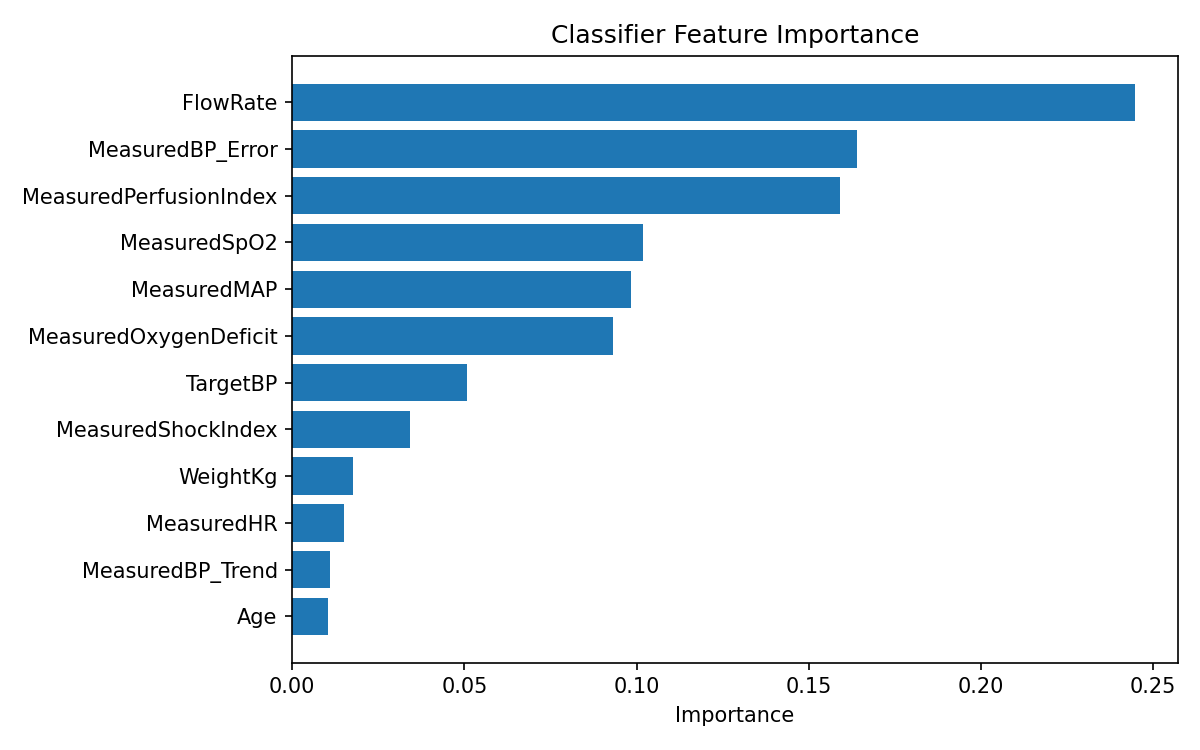 Classifier Feature Importance
FlowRate
MeasuredBP_Error
MeasuredPerfusionIndex
MeasuredSpO2
MeasuredMAP
MeasuredOxygenDeficit
TargetBP
MeasuredShockIndex
WeightKg
MeasuredHR
MeasuredBP_Trend
Age
0.00 0.05 0.10 0.15 0.20 0.25
Importance